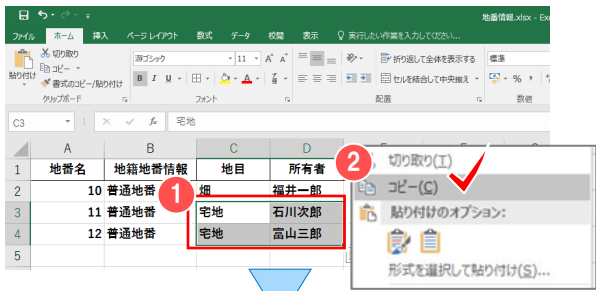 地番情報.xlsx - Exc
ファイル ホーム 挿入 ページ レイアウト 数式 データ 校閲 表示 実行したい作業を入力してください...
貼り付け
切り取り
コピー
書式のコピー/貼り付け
クリップボード
游ゴシック 11 A A
B I U A
フォント
折り返して全体を表示する
セルを結合して中央揃え
配置
標準
% ,
数値
C3 fx 宅地
A B C D
1 地番名 地籍地番情報 地目 所有者
2 10 普通地番 畑 福井一郎
3 11 普通地番 宅地 石川次郎
4 12 普通地番 宅地 富山三郎
5
1
2
切り取り(T)
コピー(C)
貼り付けのオプション:
形式を選択して貼り付け(S)...